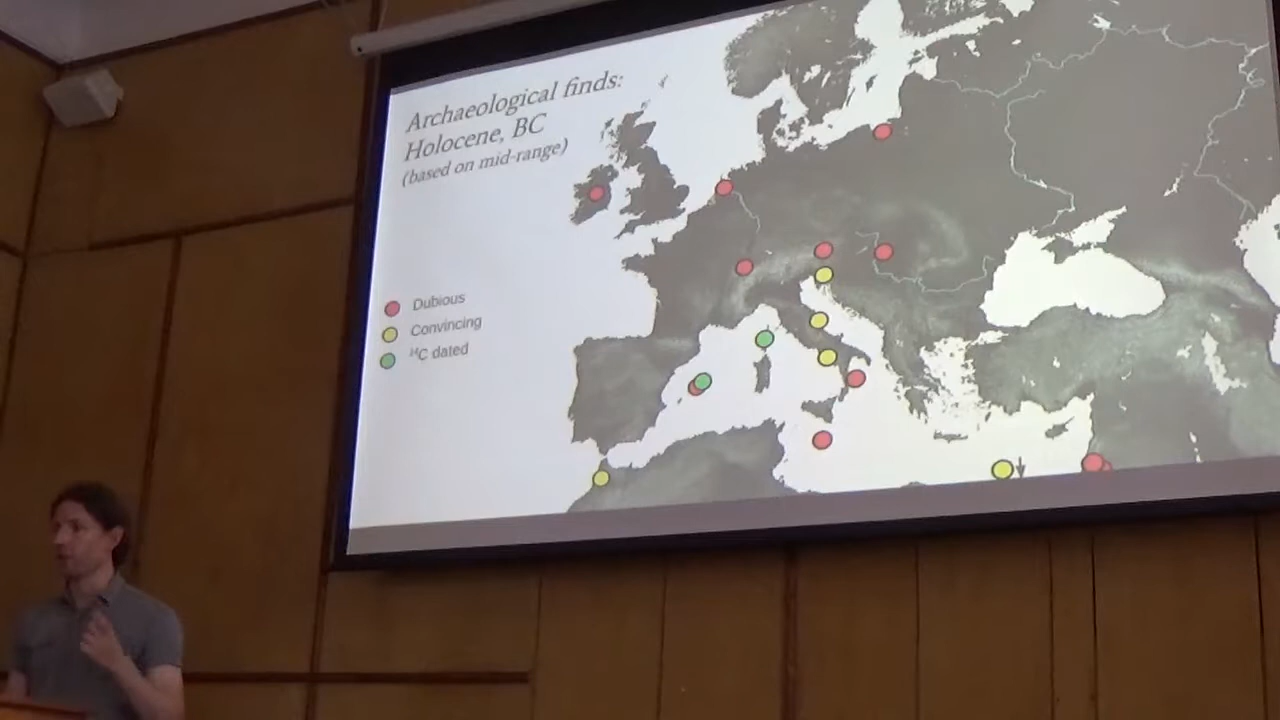 Archaeological finds:
Holocene, BC
(based on mid-range)
Dubious
Convincing
¹⁴C dated